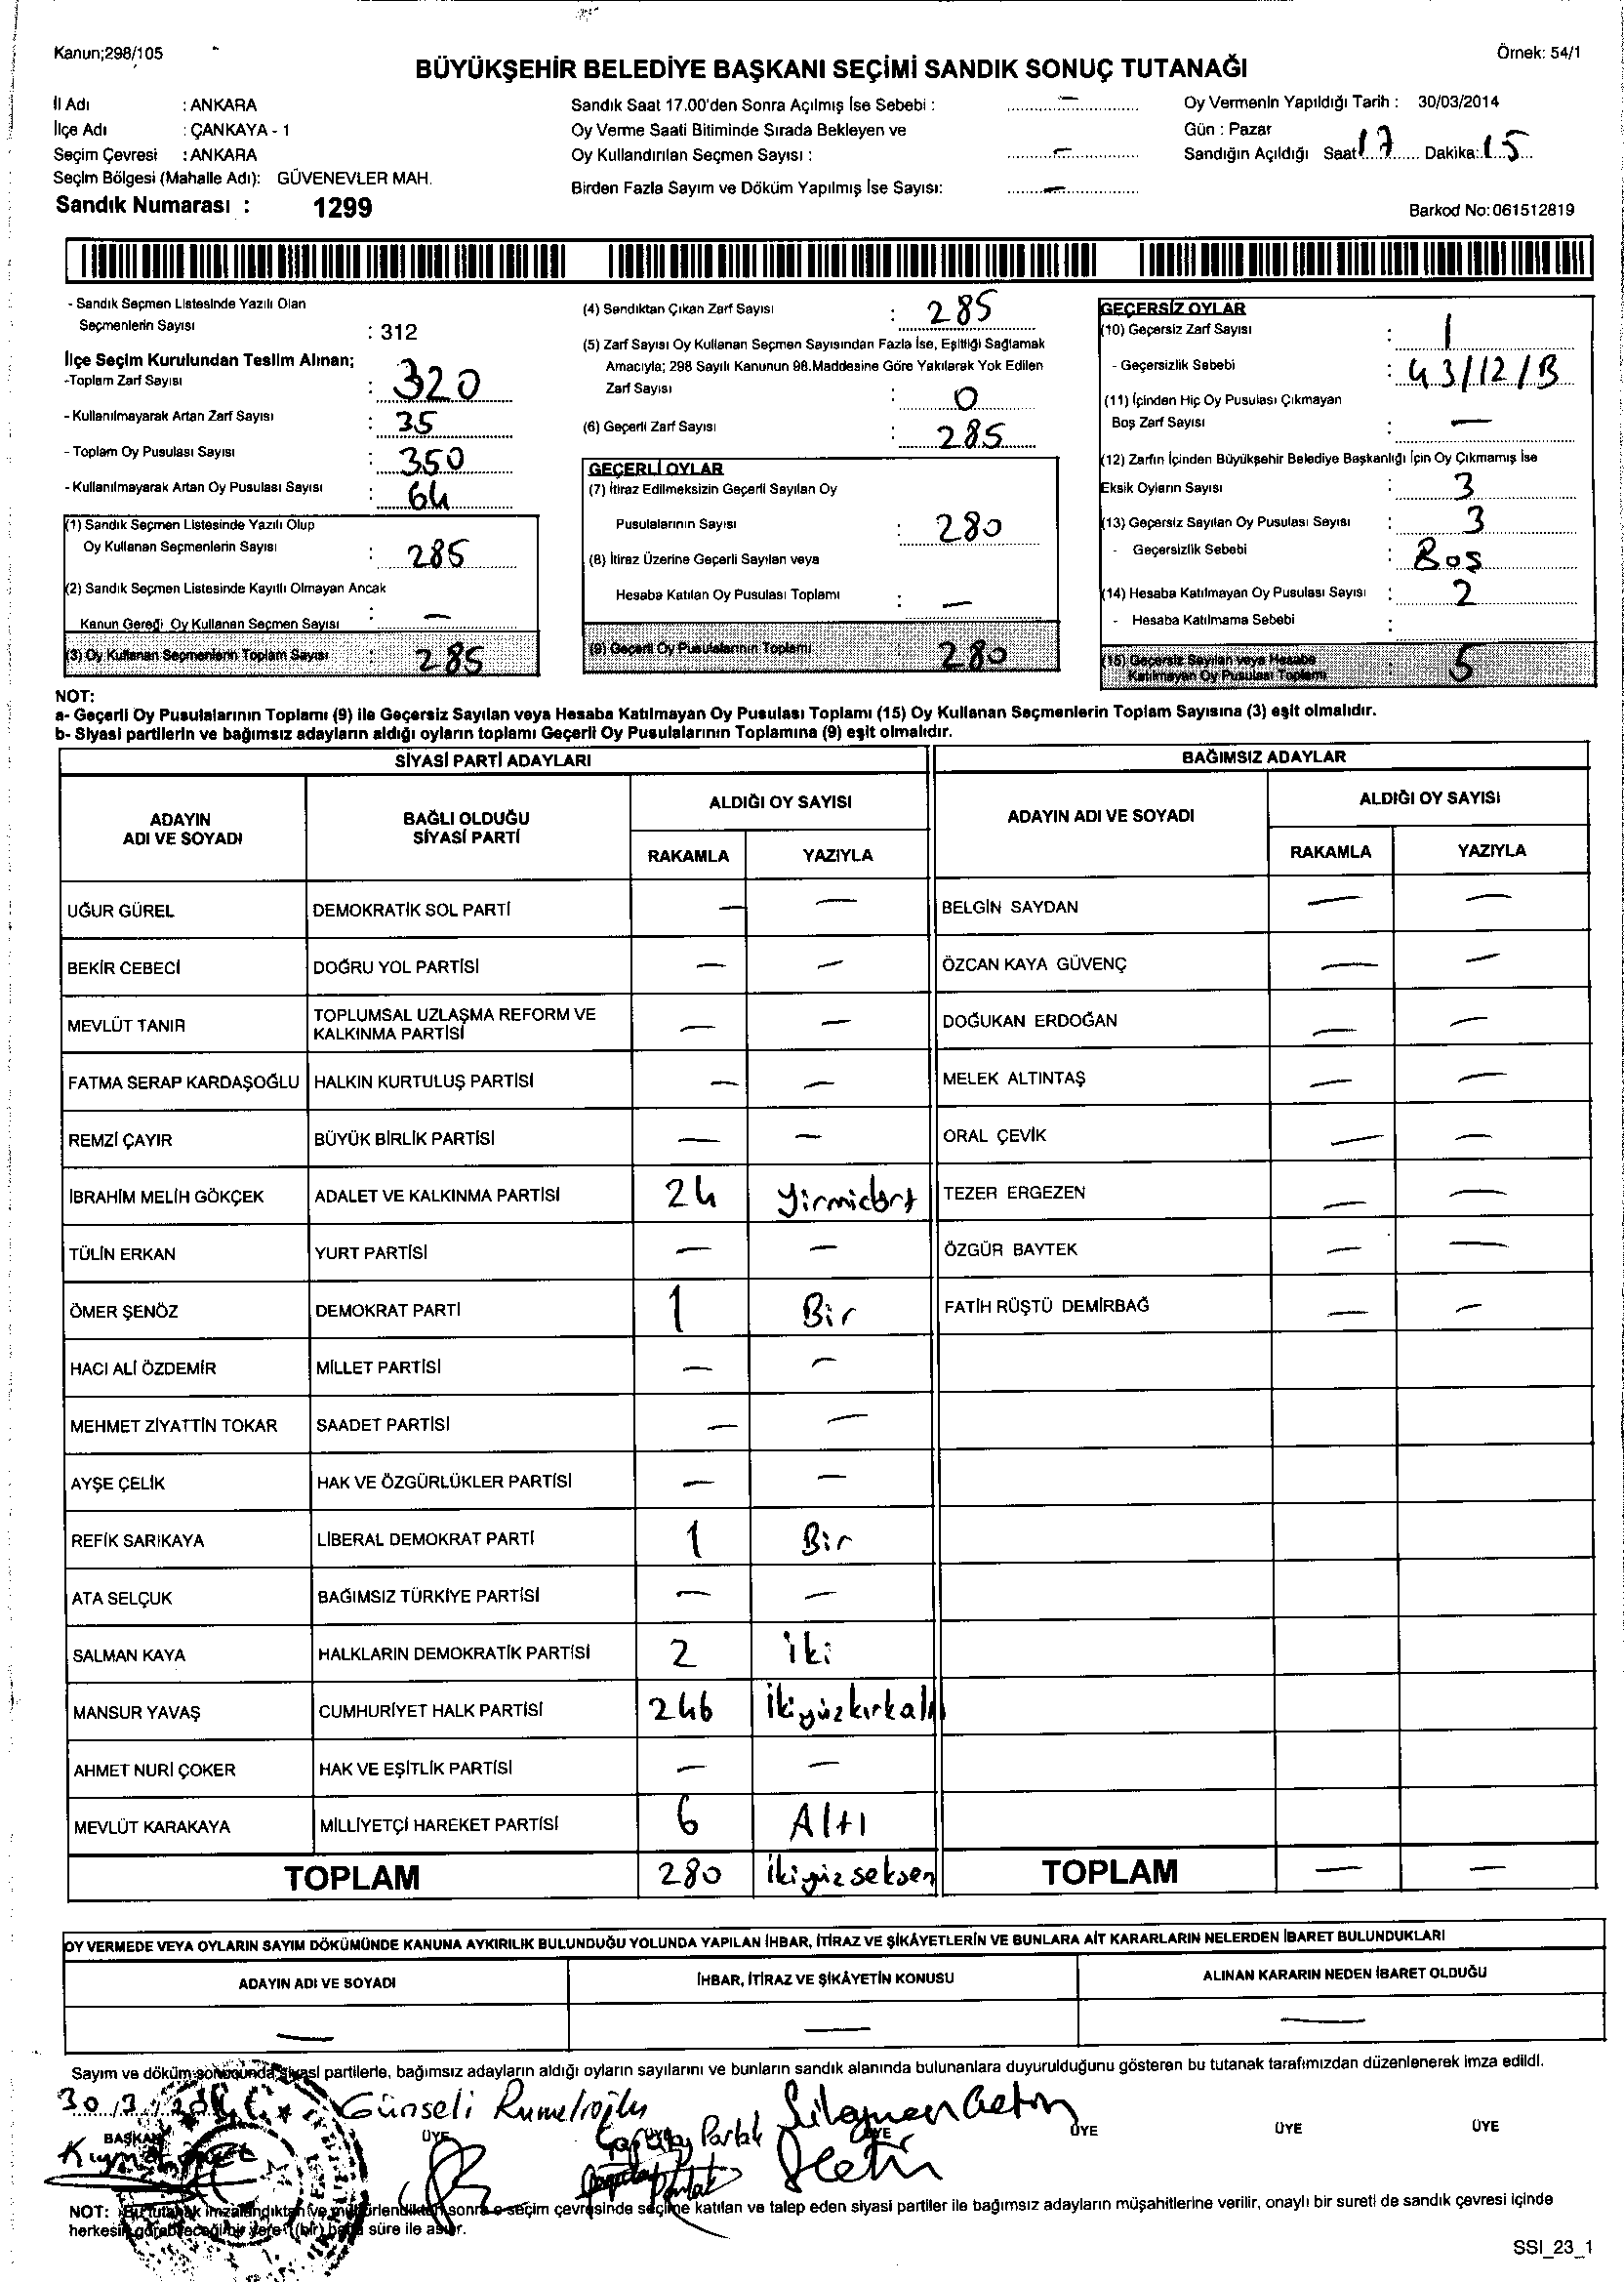 Kanun;298/105
Örnek: 54/1
BÜYÜKŞEHİR BELEDİYE BAŞKANI SEÇİMİ SANDIK SONUÇ TUTANAĞI
İl Adı : ANKARA
İlçe Adı : ÇANKAYA - 1
Seçim Çevresi : ANKARA
Seçim Bölgesi (Mahalle Adı): GÜVENEVLER MAH.
Sandık Numarası : 1299
Sandık Saat 17.00'den Sonra Açılmış İse Sebebi : —
Oy Verme Saati Bitiminde Sırada Bekleyen ve
Oy Kullandırılan Seçmen Sayısı : —
Birden Fazla Sayım ve Döküm Yapılmış İse Sayısı: —
Oy Vermenin Yapıldığı Tarih : 30/03/2014
Gün : Pazar
Sandığın Açıldığı Saat 17 Dakika: 15
Barkod No: 061512819
- Sandık Seçmen Listesinde Yazılı Olan
Seçmenlerin Sayısı : 312
İlçe Seçim Kurulundan Teslim Alınan;
-Toplam Zarf Sayısı : 320
- Kullanılmayarak Artan Zarf Sayısı : 35
- Toplam Oy Pusulası Sayısı : 350
- Kullanılmayarak Artan Oy Pusulası Sayısı : 64
(1) Sandık Seçmen Listesinde Yazılı Olup
Oy Kullanan Seçmenlerin Sayısı : 285
(2) Sandık Seçmen Listesinde Kayıtlı Olmayan Ancak
Kanun Gereği Oy Kullanan Seçmen Sayısı : —
(3) Oy Kullanan Seçmenlerin Toplam Sayısı : 285
(4) Sandıktan Çıkan Zarf Sayısı : 285
(5) Zarf Sayısı Oy Kullanan Seçmen Sayısından Fazla İse, Eşitliği Sağlamak
Amacıyla; 298 Sayılı Kanunun 98.Maddesine Göre Yakılarak Yok Edilen
Zarf Sayısı : 0
(6) Geçerli Zarf Sayısı : 285
GEÇERLİ OYLAR
(7) İtiraz Edilmeksizin Geçerli Sayılan Oy
Pusulalarının Sayısı : 280
(8) İtiraz Üzerine Geçerli Sayılan veya
Hesaba Katılan Oy Pusulası Toplamı : —
(9) Geçerli Oy Pusulalarının Toplamı : 280
GEÇERSİZ OYLAR
(10) Geçersiz Zarf Sayısı : 1
- Geçersizlik Sebebi : 43/12/B
(11) İçinden Hiç Oy Pusulası Çıkmayan
Boş Zarf Sayısı : —
(12) Zarfın İçinden Büyükşehir Belediye Başkanlığı İçin Oy Çıkmamış İse
Eksik Oyların Sayısı : 3
(13) Geçersiz Sayılan Oy Pusulası Sayısı : 3
- Geçersizlik Sebebi : Boş
(14) Hesaba Katılmayan Oy Pusulası Sayısı : 2
- Hesaba Katılmama Sebebi :
(15) Geçersiz Sayılan veya Hesaba
Katılmayan Oy Pusulası Toplamı : 5
NOT:
a- Geçerli Oy Pusulalarının Toplamı (9) ile Geçersiz Sayılan veya Hesaba Katılmayan Oy Pusulası Toplamı (15) Oy Kullanan Seçmenlerin Toplam Sayısına (3) eşit olmalıdır.
b- Siyasi partilerin ve bağımsız adayların aldığı oyların toplamı Geçerli Oy Pusulalarının Toplamına (9) eşit olmalıdır.
SİYASİ PARTİ ADAYLARI
ADAYIN ADI VE SOYADI | BAĞLI OLDUĞU SİYASİ PARTİ | ALDIĞI OY SAYISI RAKAMLA YAZIYLA
UĞUR GÜREL DEMOKRATİK SOL PARTİ — —
BEKİR CEBECİ DOĞRU YOL PARTİSİ — —
MEVLÜT TANIR TOPLUMSAL UZLAŞMA REFORM VE KALKINMA PARTİSİ — —
FATMA SERAP KARDAŞOĞLU HALKIN KURTULUŞ PARTİSİ — —
REMZİ ÇAYIR BÜYÜK BİRLİK PARTİSİ — —
İBRAHİM MELİH GÖKÇEK ADALET VE KALKINMA PARTİSİ 24 Yirmidört
TÜLİN ERKAN YURT PARTİSİ — —
ÖMER ŞENÖZ DEMOKRAT PARTİ 1 Bir
HACI ALİ ÖZDEMİR MİLLET PARTİSİ — —
MEHMET ZİYATTİN TOKAR SAADET PARTİSİ — —
AYŞE ÇELİK HAK VE ÖZGÜRLÜKLER PARTİSİ — —
REFİK SARIKAYA LİBERAL DEMOKRAT PARTİ 1 Bir
ATA SELÇUK BAĞIMSIZ TÜRKİYE PARTİSİ — —
SALMAN KAYA HALKLARIN DEMOKRATİK PARTİSİ 2 iki
MANSUR YAVAŞ CUMHURİYET HALK PARTİSİ 246 İkiyüzkırkaltı
AHMET NURİ ÇOKER HAK VE EŞİTLİK PARTİSİ — —
MEVLÜT KARAKAYA MİLLİYETÇİ HAREKET PARTİSİ 6 Altı
TOPLAM 280 İkiyüzseksen
BAĞIMSIZ ADAYLAR
ADAYIN ADI VE SOYADI | ALDIĞI OY SAYISI RAKAMLA YAZIYLA
BELGİN SAYDAN — —
ÖZCAN KAYA GÜVENÇ — —
DOĞUKAN ERDOĞAN — —
MELEK ALTINTAŞ — —
ORAL ÇEVİK — —
TEZER ERGEZEN — —
ÖZGÜR BAYTEK — —
FATİH RÜŞTÜ DEMİRBAĞ — —
TOPLAM — —
OY VERMEDE VEYA OYLARIN SAYIM DÖKÜMÜNDE KANUNA AYKIRILIK BULUNDUĞU YOLUNDA YAPILAN İHBAR, İTİRAZ VE ŞİKÂYETLERİN VE BUNLARA AİT KARARLARIN NELERDEN İBARET BULUNDUKLARI
ADAYIN ADI VE SOYADI | İHBAR, İTİRAZ VE ŞİKÂYETİN KONUSU | ALINAN KARARIN NEDEN İBARET OLDUĞU
— — —
Sayım ve döküm sonucunda siyasi partilerle, bağımsız adayların aldığı oyların sayılarını ve bunların sandık alanında bulunanlara duyurulduğunu gösteren bu tutanak tarafımızdan düzenlenerek imza edildi.
30/3/2014 Günseli Rumelioğlu Süleyman Çetin
BAŞKAN ÜYE ÜYE ÜYE ÜYE ÜYE ÜYE
Çağatay Parlak
NOT: Bu tutanak imzalandıktan ve mühürlendikten sonra o seçim çevresinde seçime katılan ve talep eden siyasi partiler ile bağımsız adayların müşahitlerine verilir, onaylı bir sureti de sandık çevresi içinde
herkesin görebileceği bir yere 1 (bir) hafta süre ile asılır.
SSI_23_1